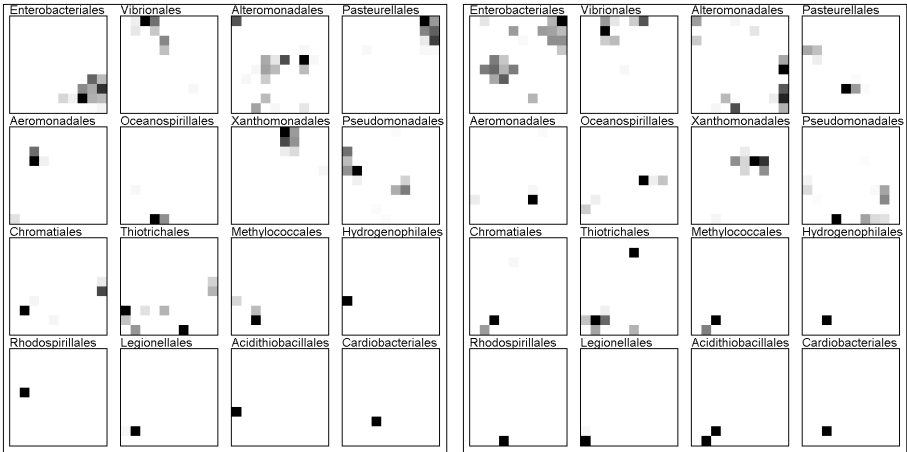 Enterobacteriales Vibrionales Alteromonadales Pasteurellales Enterobacteriales Vibrionales Alteromonadales Pasteurellales
Aeromonadales Oceanospirillales Xanthomonadales Pseudomonadales Aeromonadales Oceanospirillales Xanthomonadales Pseudomonadales
Chromatiales Thiotrichales Methylococcales Hydrogenophilales Chromatiales Thiotrichales Methylococcales Hydrogenophilales
Rhodospirillales Legionellales Acidithiobacillales Cardiobacteriales Rhodospirillales Legionellales Acidithiobacillales Cardiobacteriales